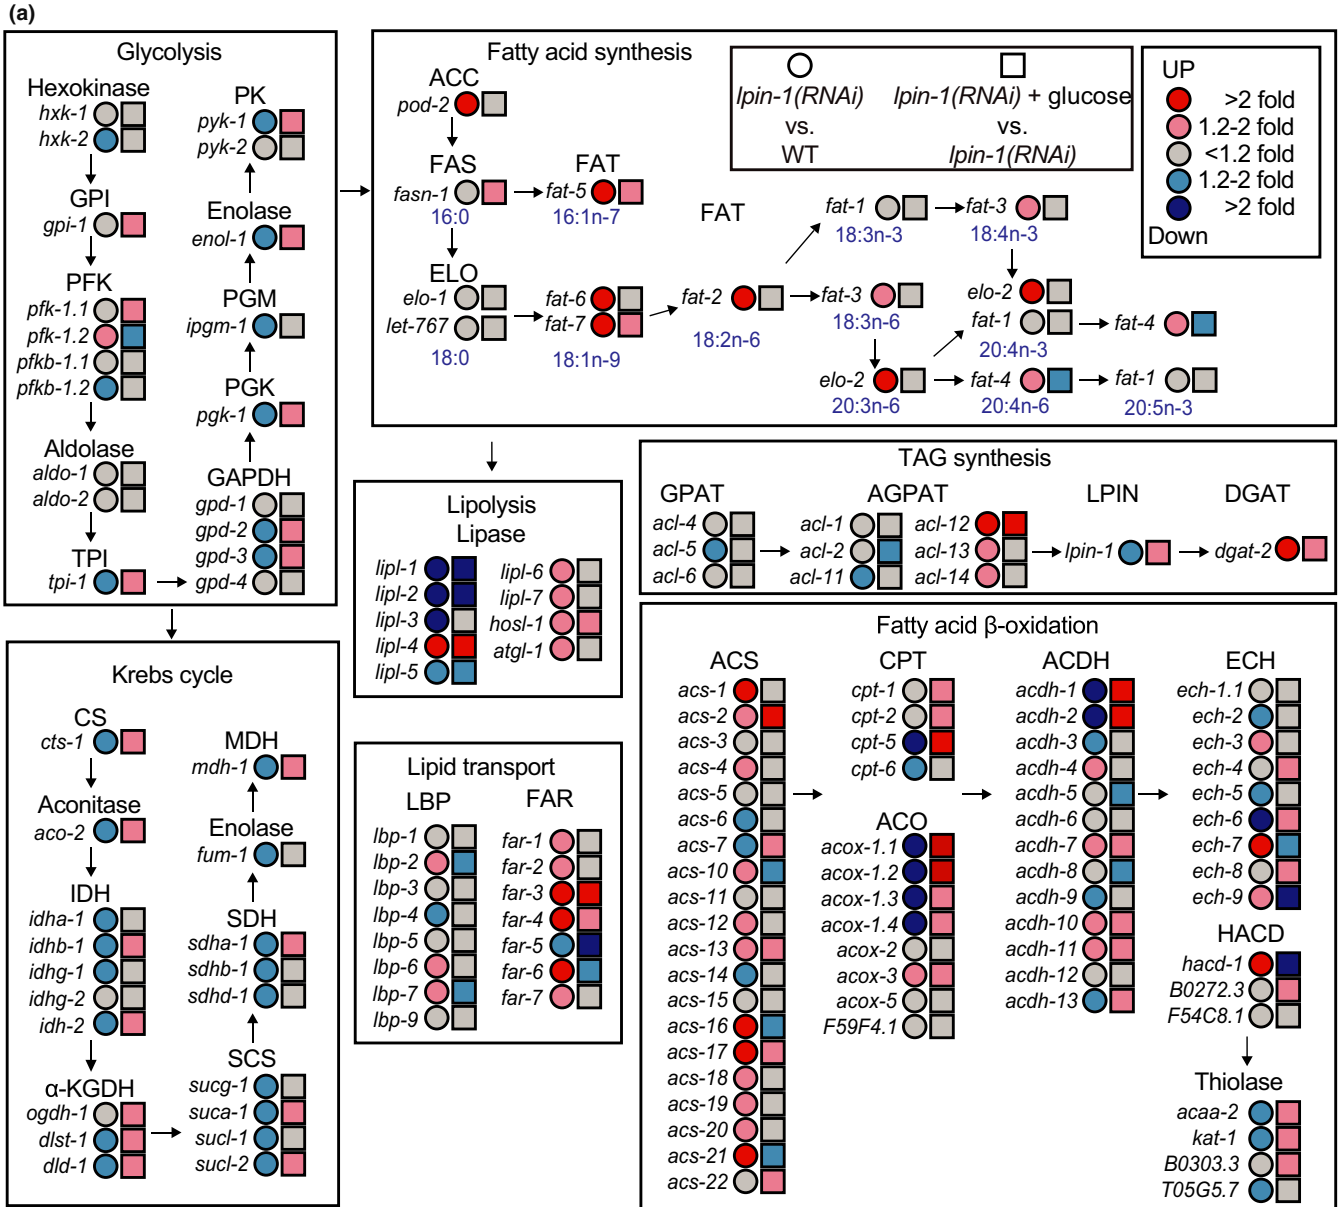 (a)
Glycolysis
Hexokinase
hxk-1
hxk-2
GPI
gpi-1
PFK
pfk-1.1
pfk-1.2
pfkb-1.1
pfkb-1.2
Aldolase
aldo-1
aldo-2
TPI
tpi-1
PK
pyk-1
pyk-2
Enolase
enol-1
PGM
ipgm-1
PGK
pgk-1
GAPDH
gpd-1
gpd-2
gpd-3
gpd-4
Fatty acid synthesis
ACC
pod-2
FAS
fasn-1
16:0
FAT
fat-5
16:1n-7
ELO
elo-1
let-767
18:0
fat-6
fat-7
18:1n-9
FAT
fat-2
18:2n-6
fat-1
18:3n-3
fat-3
18:4n-3
fat-3
18:3n-6
elo-2
fat-1
20:4n-3
fat-4
elo-2
20:3n-6
fat-4
20:4n-6
fat-1
20:5n-3
lpin-1(RNAi)
vs.
WT
lpin-1(RNAi) + glucose
vs.
lpin-1(RNAi)
UP
>2 fold
1.2-2 fold
<1.2 fold
1.2-2 fold
>2 fold
Down
Lipolysis
Lipase
lipl-1
lipl-2
lipl-3
lipl-4
lipl-5
lipl-6
lipl-7
hosl-1
atgl-1
TAG synthesis
GPAT
acl-4
acl-5
acl-6
AGPAT
acl-1
acl-2
acl-11
acl-12
acl-13
acl-14
LPIN
lpin-1
DGAT
dgat-2
Krebs cycle
CS
cts-1
Aconitase
aco-2
IDH
idha-1
idhb-1
idhg-1
idhg-2
idh-2
α-KGDH
ogdh-1
dlst-1
dld-1
MDH
mdh-1
Enolase
fum-1
SDH
sdha-1
sdhb-1
sdhd-1
SCS
sucg-1
suca-1
sucl-1
sucl-2
Lipid transport
LBP
lbp-1
lbp-2
lbp-3
lbp-4
lbp-5
lbp-6
lbp-7
lbp-9
FAR
far-1
far-2
far-3
far-4
far-5
far-6
far-7
Fatty acid β-oxidation
ACS
acs-1
acs-2
acs-3
acs-4
acs-5
acs-6
acs-7
acs-10
acs-11
acs-12
acs-13
acs-14
acs-15
acs-16
acs-17
acs-18
acs-19
acs-20
acs-21
acs-22
CPT
cpt-1
cpt-2
cpt-5
cpt-6
ACO
acox-1.1
acox-1.2
acox-1.3
acox-1.4
acox-2
acox-3
acox-5
F59F4.1
ACDH
acdh-1
acdh-2
acdh-3
acdh-4
acdh-5
acdh-6
acdh-7
acdh-8
acdh-9
acdh-10
acdh-11
acdh-12
acdh-13
ECH
ech-1.1
ech-2
ech-3
ech-4
ech-5
ech-6
ech-7
ech-8
ech-9
HACD
hacd-1
B0272.3
F54C8.1
Thiolase
acaa-2
kat-1
B0303.3
T05G5.7